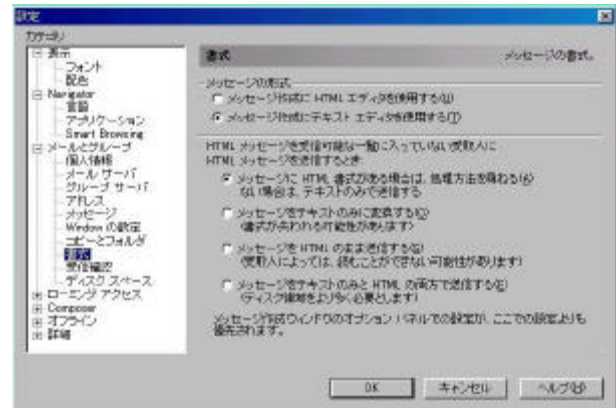 設定
カテゴリ
表示
フォント
配色
Navigator
言語
アプリケーション
Smart Browsing
メールとグループ
個人情報
メール サーバ
グループ サーバ
アドレス
メッセージ
Window の設定
コピーとフォルダ
書式
受信確認
ディスク スペース
ローミング アクセス
Composer
オフライン
詳細
書式
メッセージの書式。
メッセージの形式
メッセージ作成に HTML エディタを使用する(U)
メッセージ作成にテキスト エディタを使用する(T)
HTML メッセージを受信可能な一覧に入っていない受取人に
HTML メッセージを送信するとき:
メッセージに HTML 書式がある場合は、処理方法を尋ねる(A)
ない場合は、テキストのみで送信する
メッセージをテキストのみに変換する(C)
(書式が失われる可能性があります)
メッセージを HTML のまま送信する(S)
(受取人によっては、読むことができない可能性があります)
メッセージをテキストのみと HTML の両方で送信する(E)
(ディスク領域をより多く必要とします)
メッセージ作成ウィンドウのオプション パネルでの設定が、ここでの設定よりも
優先されます。
OK
キャンセル
ヘルプ(H)